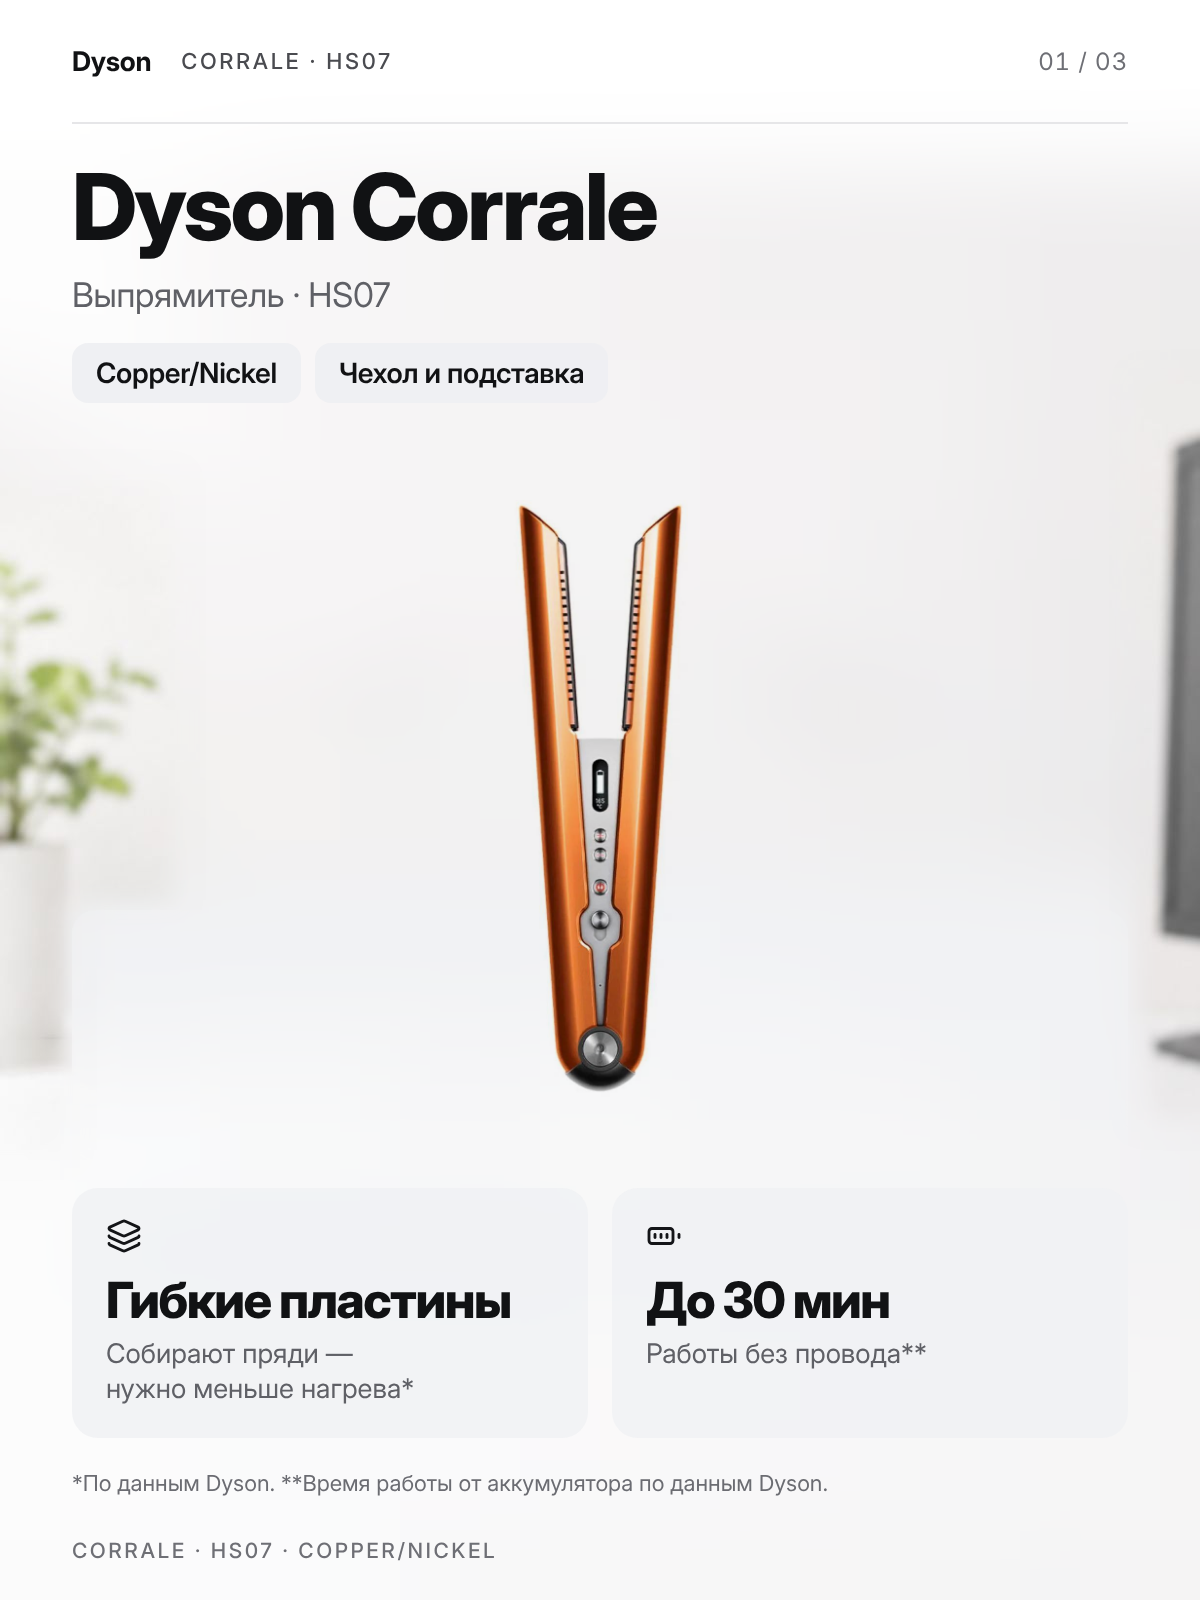 Dyson CORRALE · HS07 01 / 03
Dyson Corrale
Выпрямитель · HS07
Copper/Nickel Чехол и подставка
Гибкие пластины
Собирают пряди —
нужно меньше нагрева*
До 30 мин
Работы без провода**
*По данным Dyson. **Время работы от аккумулятора по данным Dyson.
CORRALE · HS07 · COPPER/NICKEL